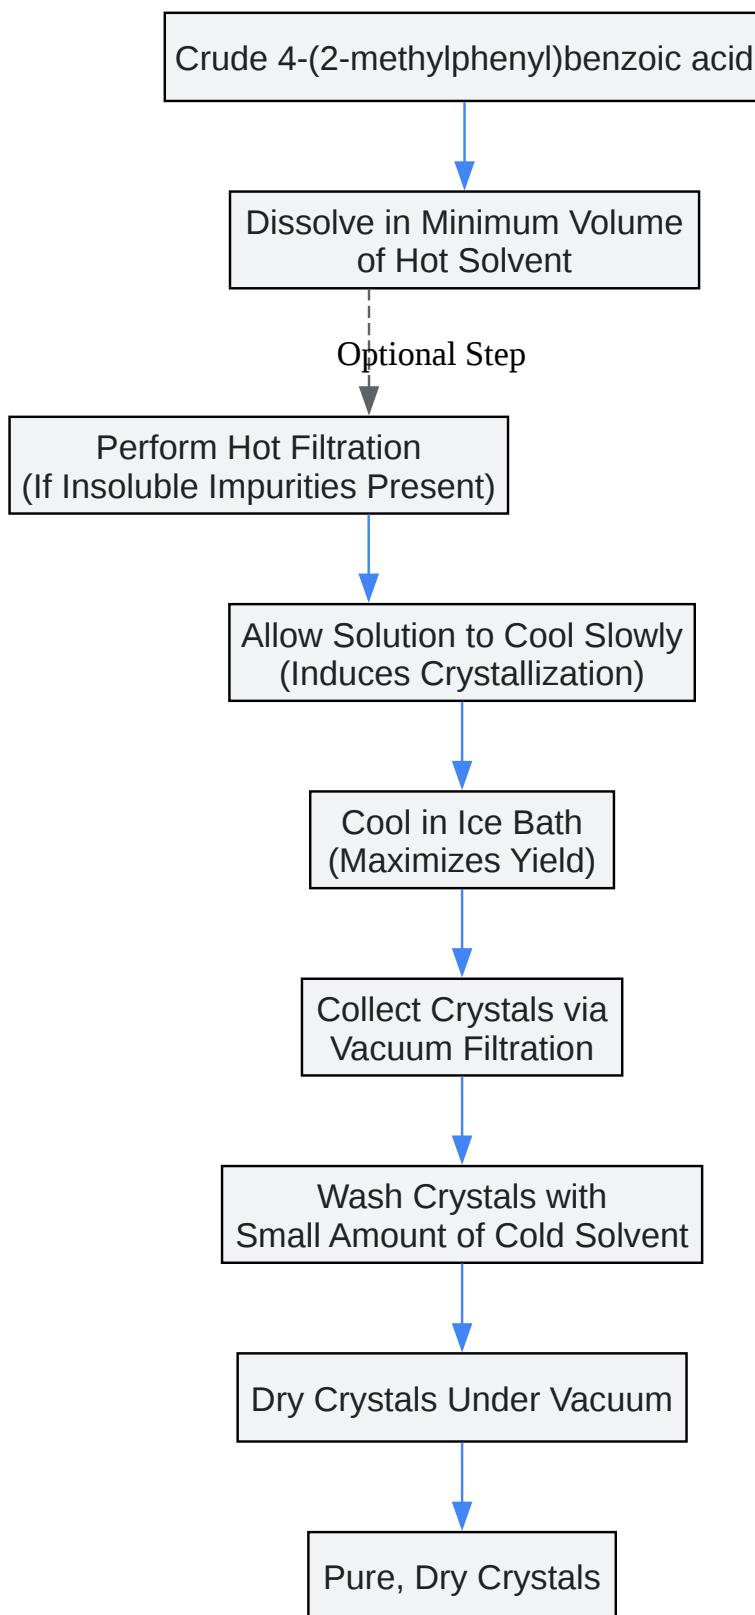 Crude 4-(2-methylphenyl)benzoic acid
Dissolve in Minimum Volume
of Hot Solvent
Optional Step
Perform Hot Filtration
(If Insoluble Impurities Present)
Allow Solution to Cool Slowly
(Induces Crystallization)
Cool in Ice Bath
(Maximizes Yield)
Collect Crystals via
Vacuum Filtration
Wash Crystals with
Small Amount of Cold Solvent
Dry Crystals Under Vacuum
Pure, Dry Crystals